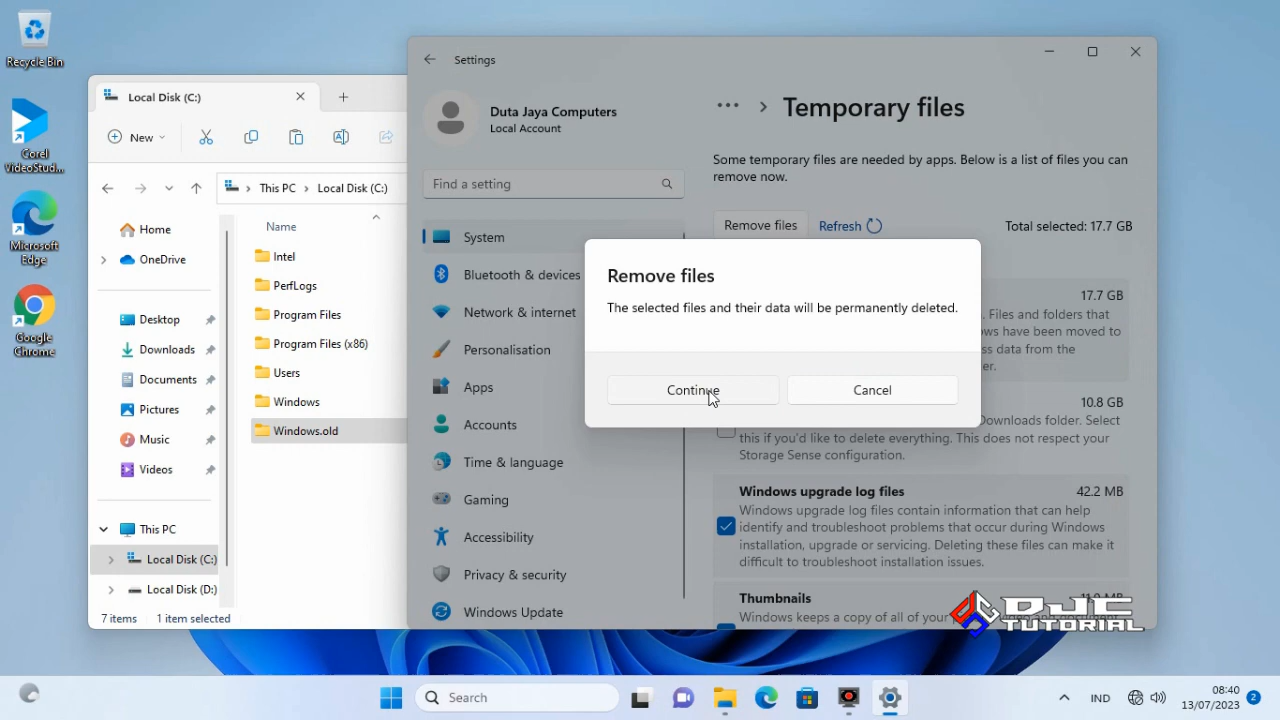 Recycle Bin
Corel
VideoStud...
Microsoft
Edge
Google
Chrome
Local Disk (C:)
New
This PC
Local Disk (C:)
Home
OneDrive
Desktop
Downloads
Documents
Pictures
Music
Videos
This PC
Local Disk (C:)
Local Disk (D:)
Name
Intel
PerfLogs
Program Files
Program Files (x86)
Users
Windows
Windows.old
7 items
1 item selected
Settings
Duta Jaya Computers
Local Account
Find a setting
System
Bluetooth & devices
Network & internet
Personalisation
Apps
Accounts
Time & language
Gaming
Accessibility
Privacy & security
Windows Update
Temporary files
Some temporary files are needed by apps. Below is a list of files you can
remove now.
Remove files
Refresh
Total selected: 17.7 GB
Remove files
The selected files and their data will be permanently deleted.
Continue
Cancel
17.7 GB
Files and folders that
have been moved to
data from the
10.8 GB
Downloads folder. Select
this if you'd like to delete everything. This does not respect your
Storage Sense configuration.
Windows upgrade log files
42.2 MB
Windows upgrade log files contain information that can help
identify and troubleshoot problems that occur during Windows
installation, upgrade or servicing. Deleting these files can make it
difficult to troubleshoot installation issues.
Thumbnails
Windows keeps a copy of all of your
DJC
TUTORIAL
Search
IND
08:40
13/07/2023
2